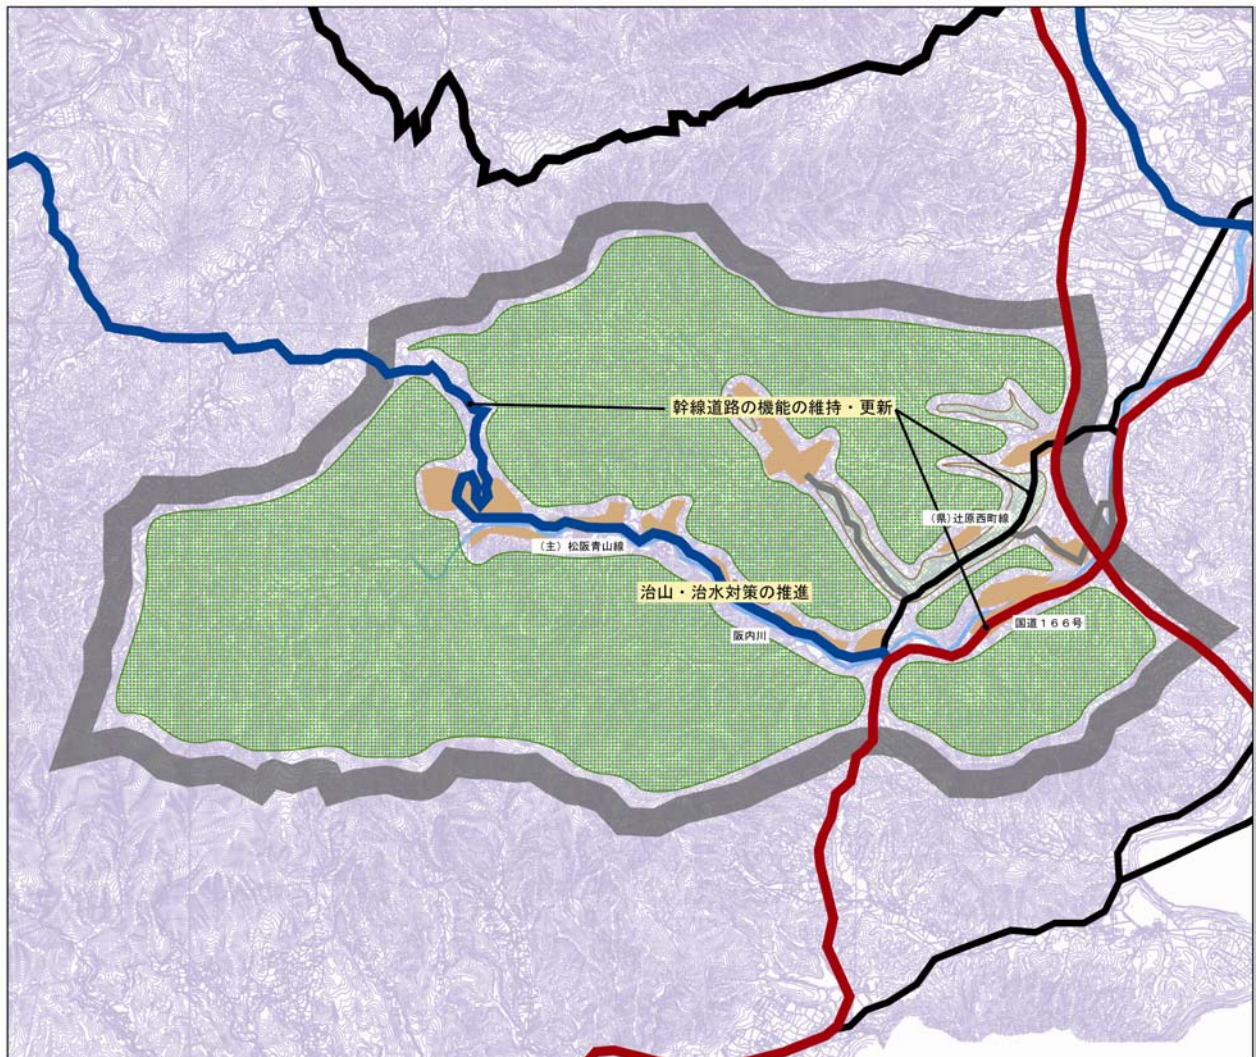 幹線道路の機能の維持・更新
（県）辻原西町線
（主）松阪青山線
治山・治水対策の推進
国道１６６号
阪内川